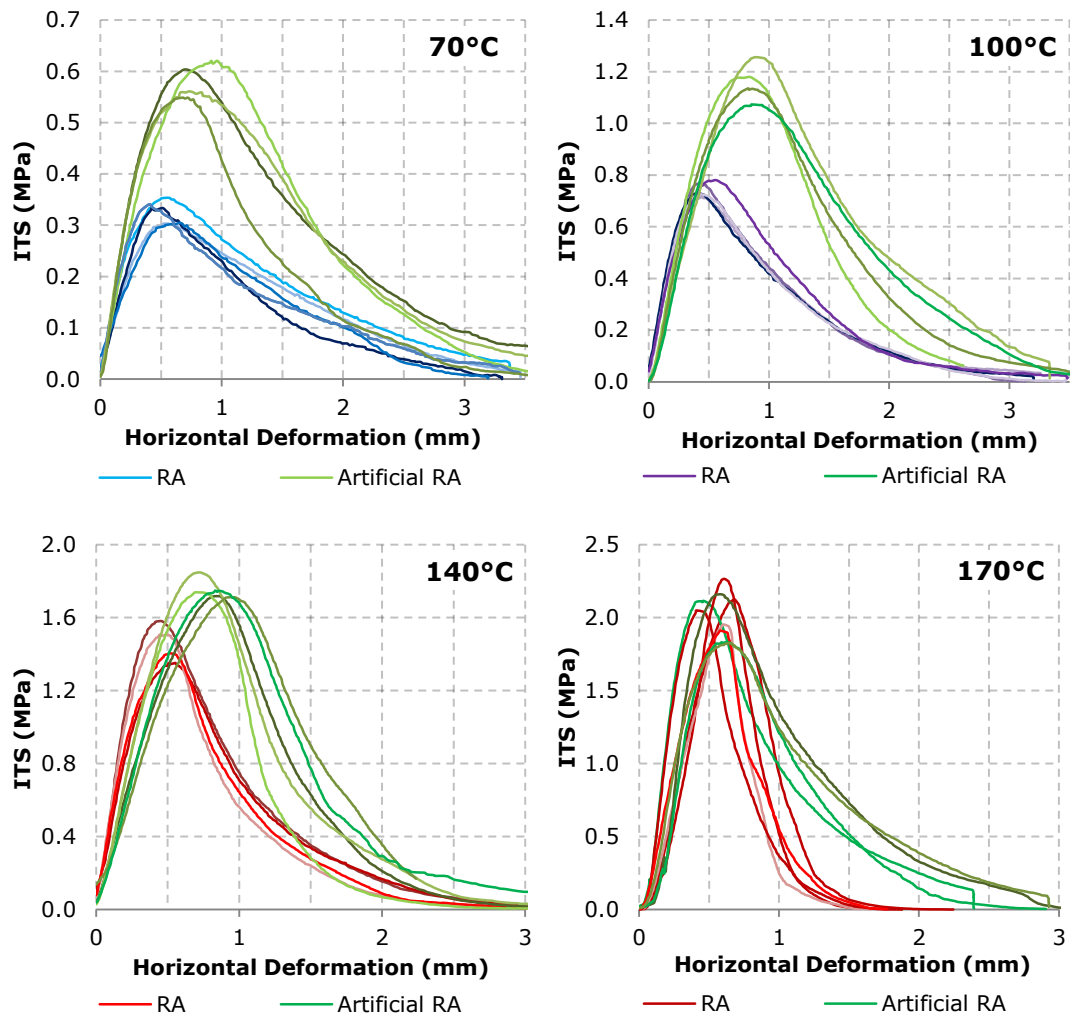 70°C
ITS (MPa)
0.7
0.6
0.5
0.4
0.3
0.2
0.1
0.0
0 1 2 3
Horizontal Deformation (mm)
RA Artificial RA
100°C
ITS (MPa)
1.4
1.2
1.0
0.8
0.6
0.4
0.2
0.0
0 1 2 3
Horizontal Deformation (mm)
RA Artificial RA
140°C
ITS (MPa)
2.0
1.6
1.2
0.8
0.4
0.0
0 1 2 3
Horizontal Deformation (mm)
RA Artificial RA
170°C
ITS (MPa)
2.5
2.0
1.5
1.0
0.5
0.0
0 1 2 3
Horizontal Deformation (mm)
RA Artificial RA